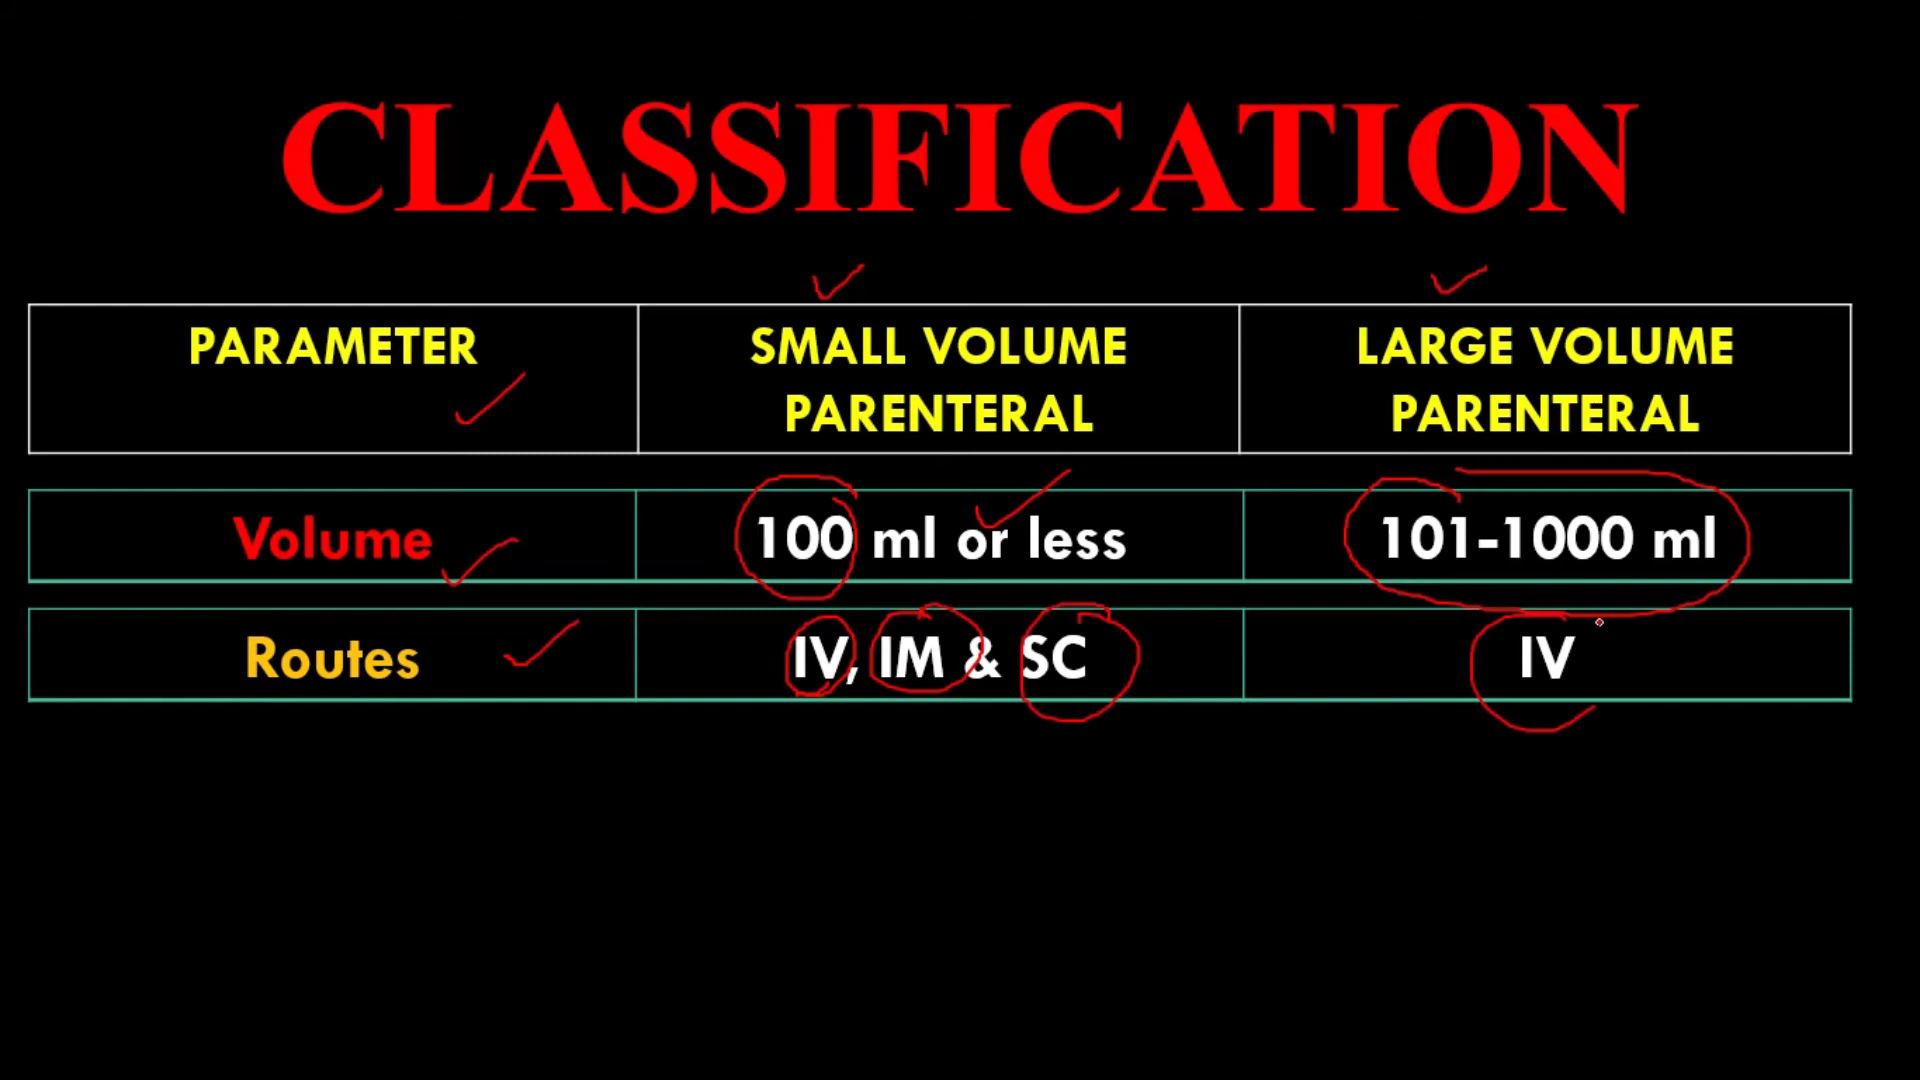 CLASSIFICATION
PARAMETER
SMALL VOLUME
PARENTERAL
LARGE VOLUME
PARENTERAL
Volume
100 ml or less
101-1000 ml
Routes
IV, IM & SC
IV